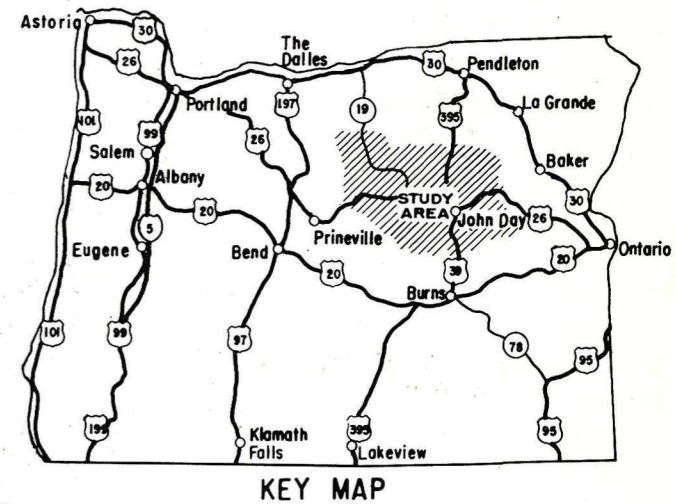 Astoria
30
The
Dalles
26
30
Pendleton
Portland
197
19
395
La Grande
101
99
26
Salem
Baker
20
Albany
STUDY
AREA
30
20
John Day
26
5
Prineville
Eugene
Bend
20
Ontario
20
39
Burns
101
99
97
78
95
199
Klamath
Falls
395
Lakeview
95
KEY MAP